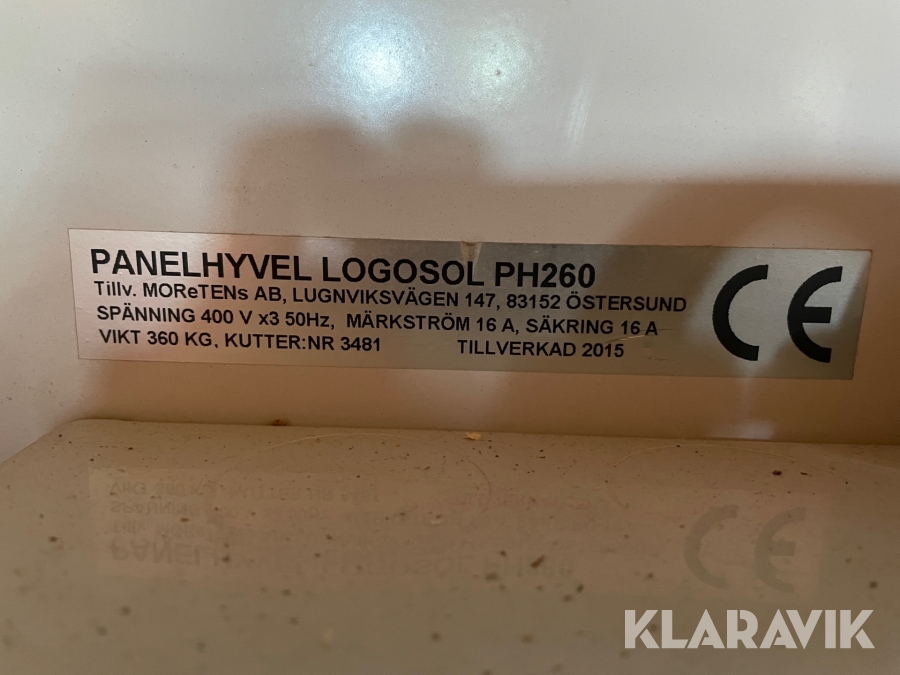 PANELHYVEL LOGOSOL PH260
Tillv. MOReTENs AB, LUGNVIKSVÄGEN 147, 83152 ÖSTERSUND
SPÄNNING 400 V x3 50Hz, MÄRKSTRÖM 16 A, SÄKRING 16 A
VIKT 360 KG, KUTTER:NR 3481 TILLVERKAD 2015
CE
KLARAVIK